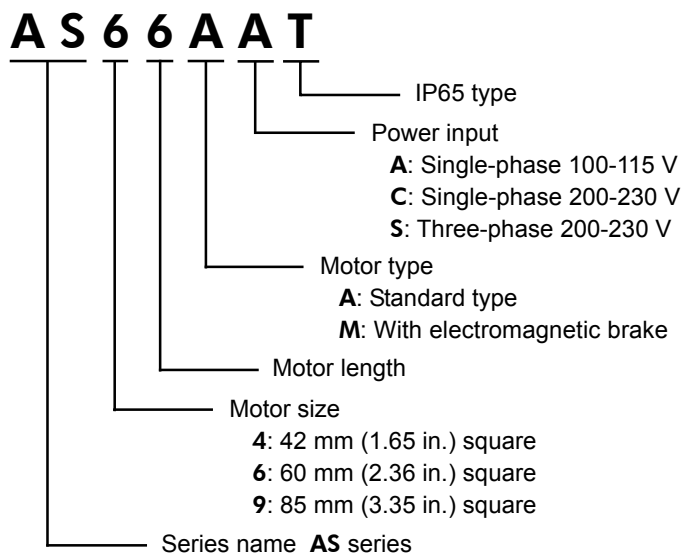 AS66AAT
IP65 type
Power input
A: Single-phase 100-115 V
C: Single-phase 200-230 V
S: Three-phase 200-230 V
Motor type
A: Standard type
M: With electromagnetic brake
Motor length
Motor size
4: 42 mm (1.65 in.) square
6: 60 mm (2.36 in.) square
9: 85 mm (3.35 in.) square
Series name AS series